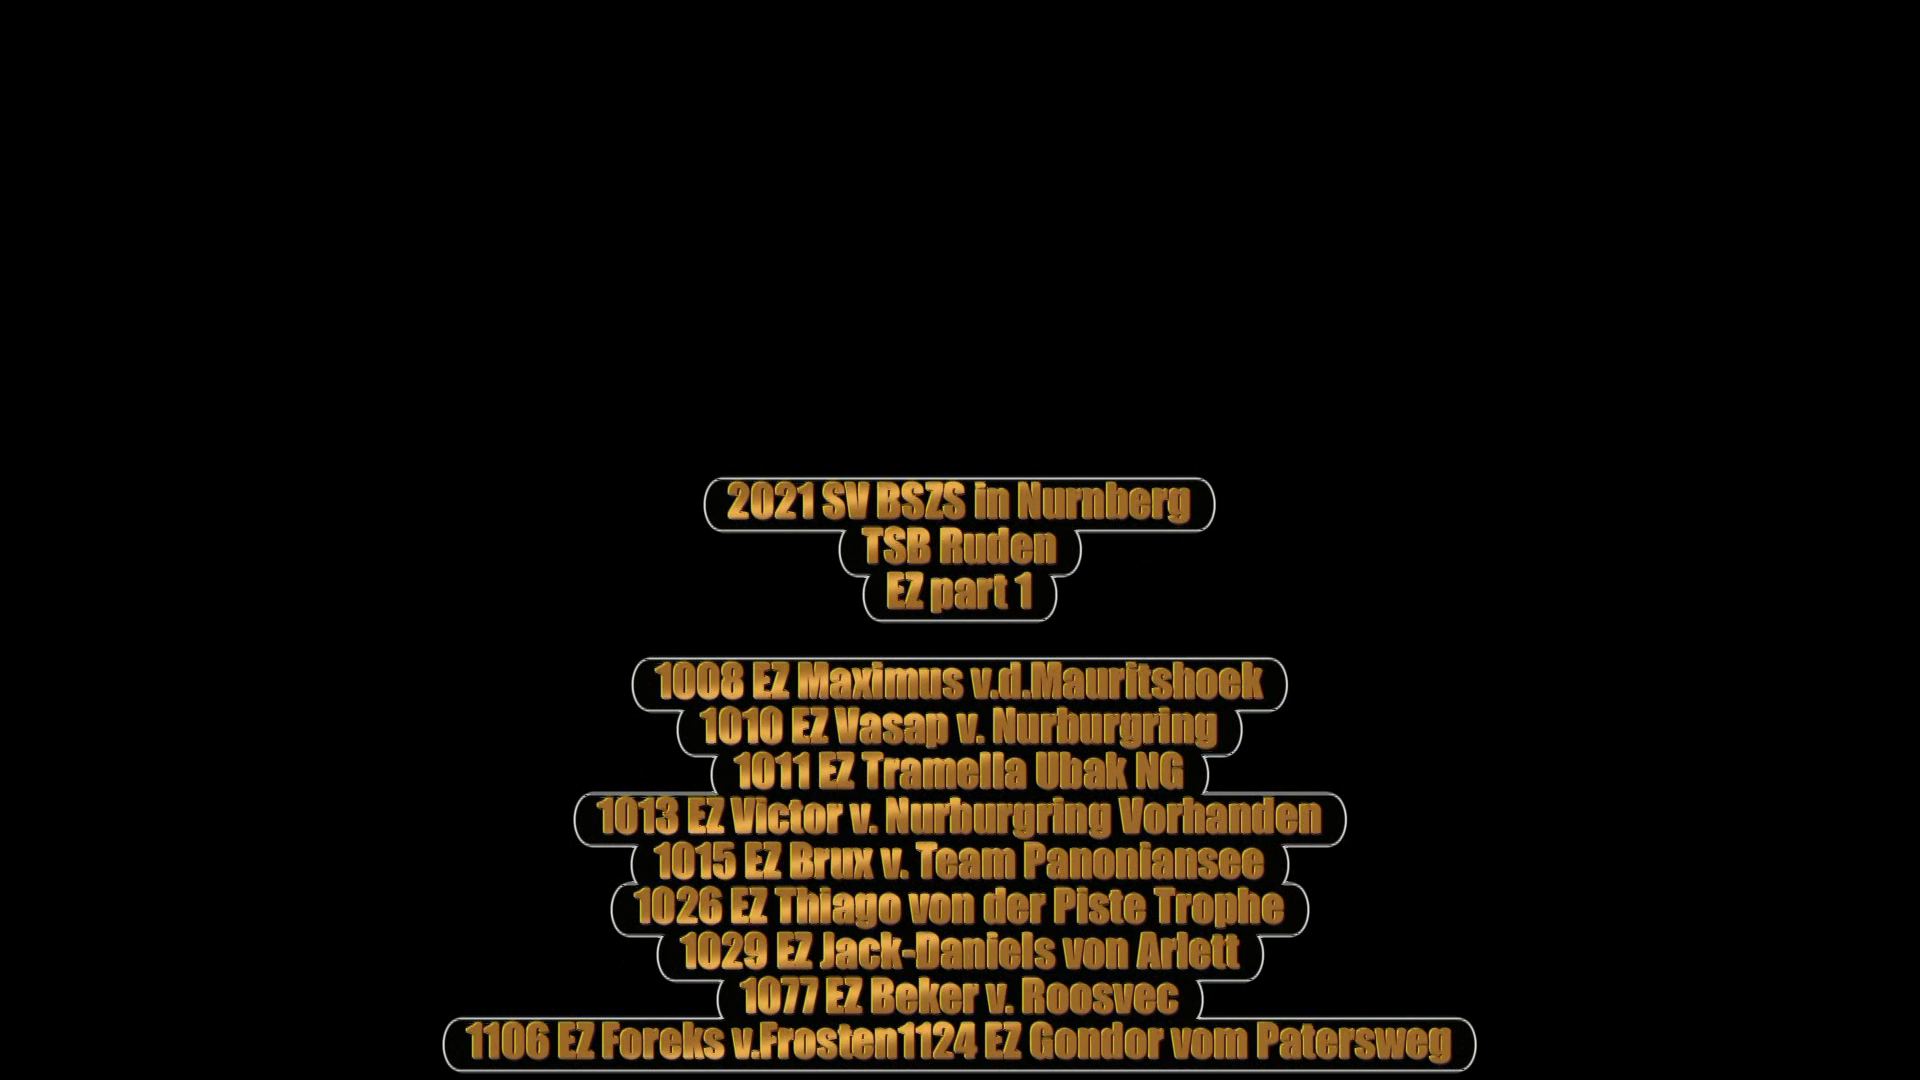 2021 SV BSZS in Nurnberg
TSB Ruden
EZ part 1
1008 EZ Maximus v.d.Mauritshoek
1010 EZ Vasap v. Nurburgring
1011 EZ Tramella Ubak NG
1013 EZ Victor v. Nurburgring Vorhanden
1015 EZ Brux v. Team Panoniansee
1026 EZ Thiago von der Piste Trophe
1029 EZ Jack-Daniels von Arlett
1077 EZ Beker v. Roosvec
1106 EZ Foreks v.Frosten1124 EZ Gondor vom Patersweg